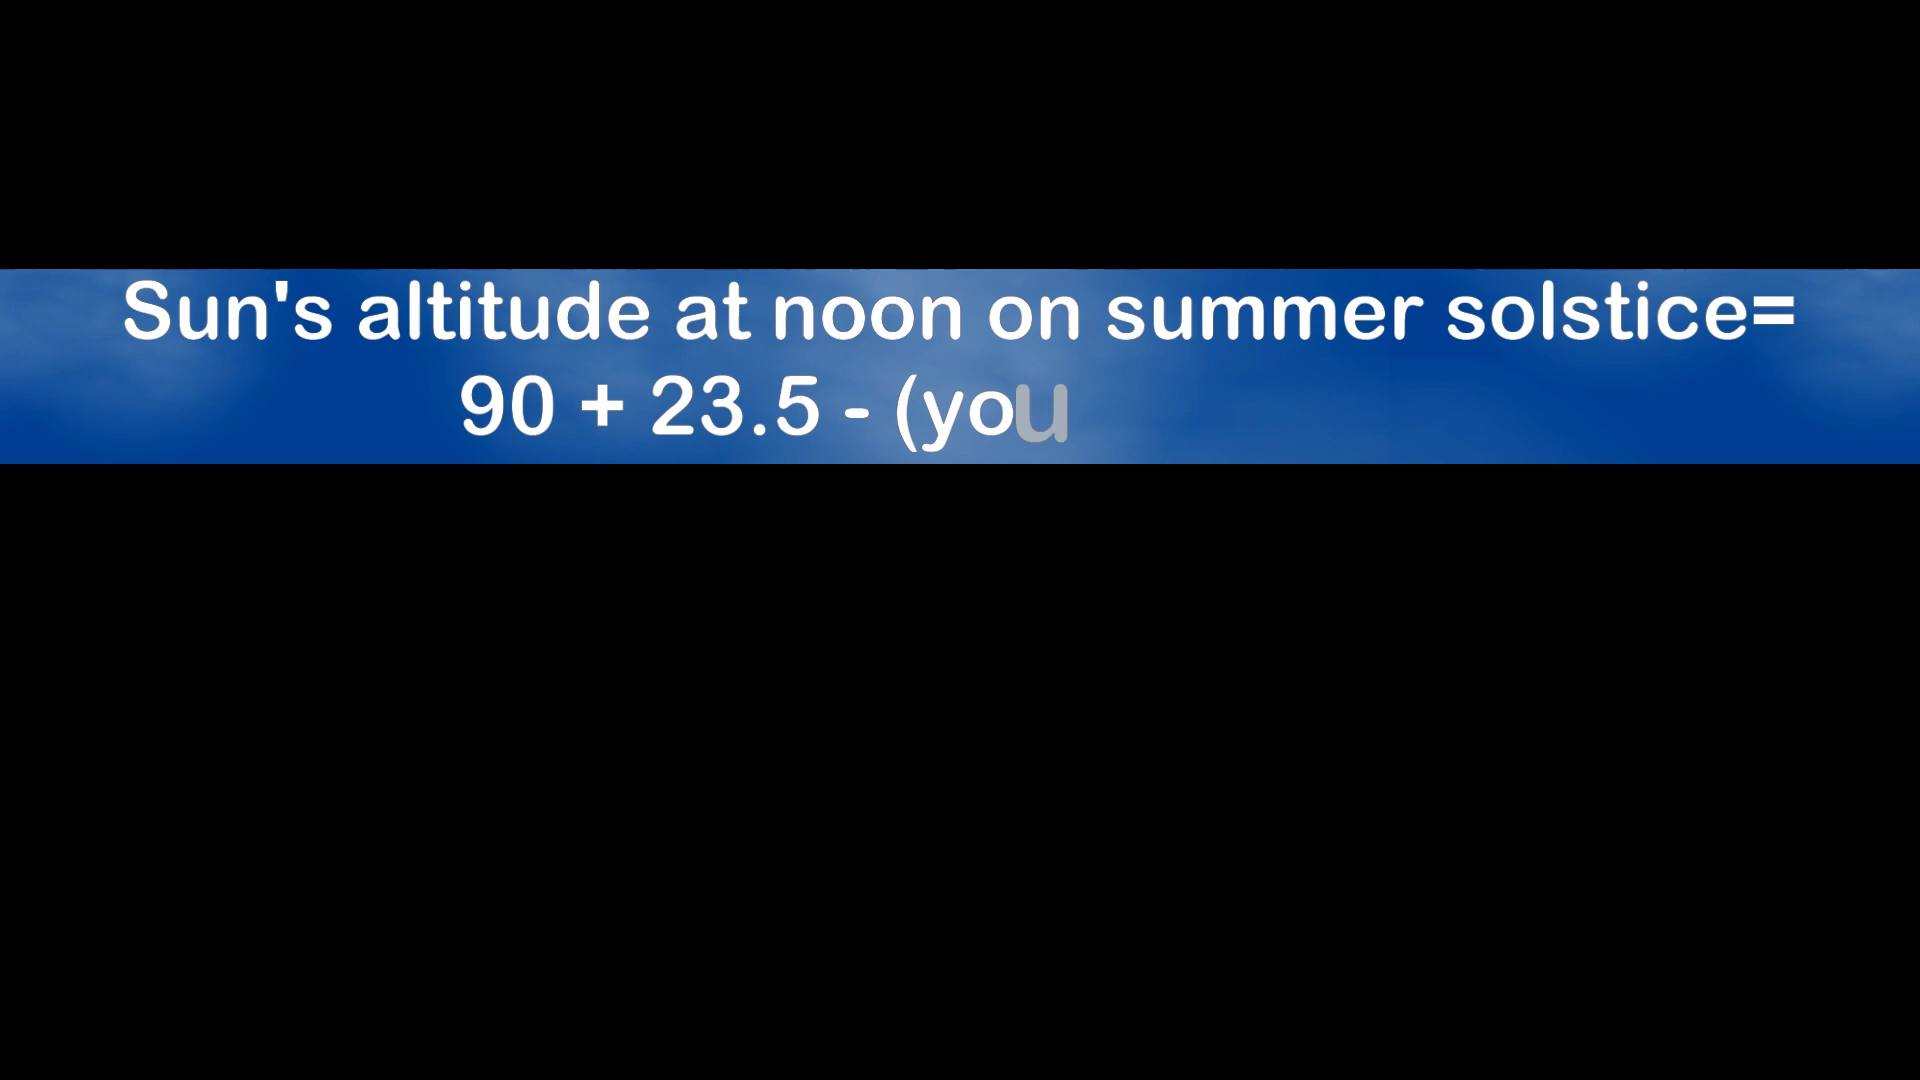 Sun's altitude at noon on summer solstice=
90 + 23.5 - (you